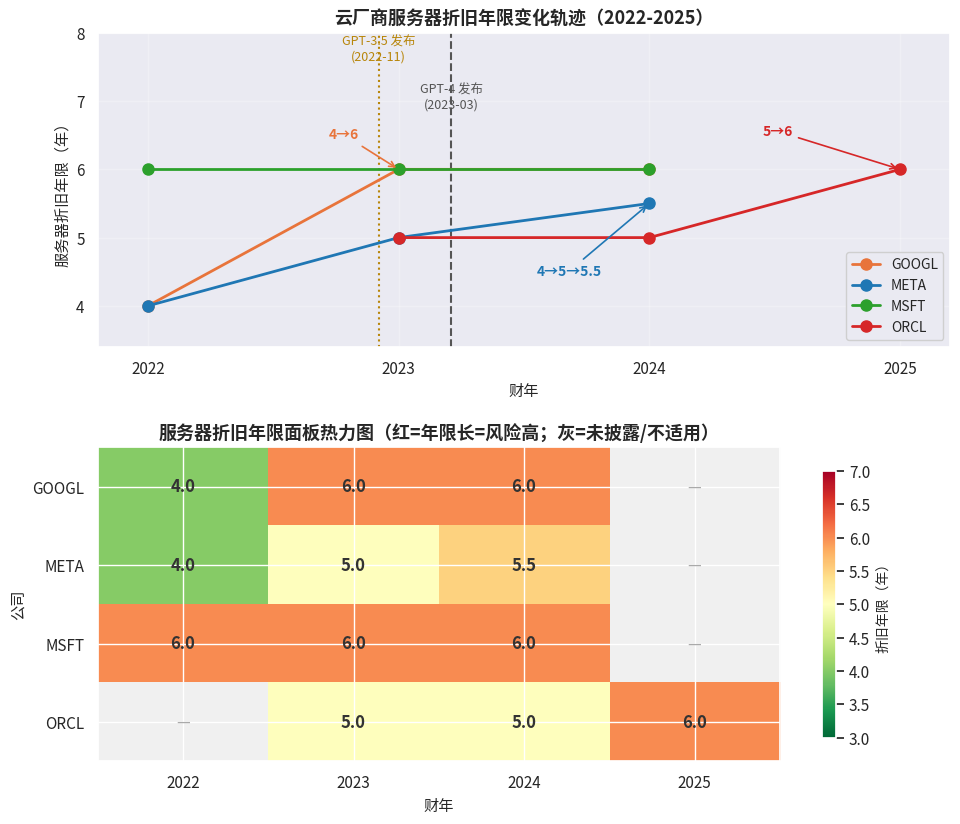 云厂商服务器折旧年限变化轨迹（2022-2025）
8
7
6
5
4
服务器折旧年限（年）
GPT-3.5 发布
(2022-11)
GPT-4 发布
(2023-03)
4→6
5→6
4→5→5.5
GOOGL
META
MSFT
ORCL
2022
2023
2024
2025
财年
服务器折旧年限面板热力图（红=年限长=风险高；灰=未披露/不适用）
公司
GOOGL
4.0
6.0
6.0
—
META
4.0
5.0
5.5
—
MSFT
6.0
6.0
6.0
—
ORCL
—
5.0
5.0
6.0
2022
2023
2024
2025
财年
7.0
6.5
6.0
5.5
5.0
4.5
4.0
3.5
3.0
折旧年限（年）